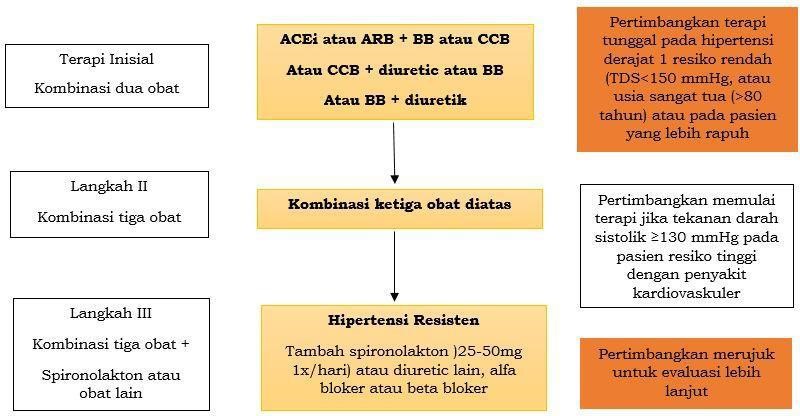 Terapi Inisial
Kombinasi dua obat
ACEi atau ARB + BB atau CCB
Atau CCB + diuretic atau BB
Atau BB + diuretik
Pertimbangkan terapi
tunggal pada hipertensi
derajat 1 resiko rendah
(TDS<150 mmHg, atau
usia sangat tua (>80
tahun) atau pada pasien
yang lebih rapuh
Langkah II
Kombinasi tiga obat
Kombinasi ketiga obat diatas
Pertimbangkan memulai
terapi jika tekanan darah
sistolik ≥130 mmHg pada
pasien resiko tinggi
dengan penyakit
kardiovaskuler
Langkah III
Kombinasi tiga obat +
Spironolakton atau
obat lain
Hipertensi Resisten
Tambah spironolakton )25-50mg
1x/hari) atau diuretic lain, alfa
bloker atau beta bloker
Pertimbangkan merujuk
untuk evaluasi lebih
lanjut